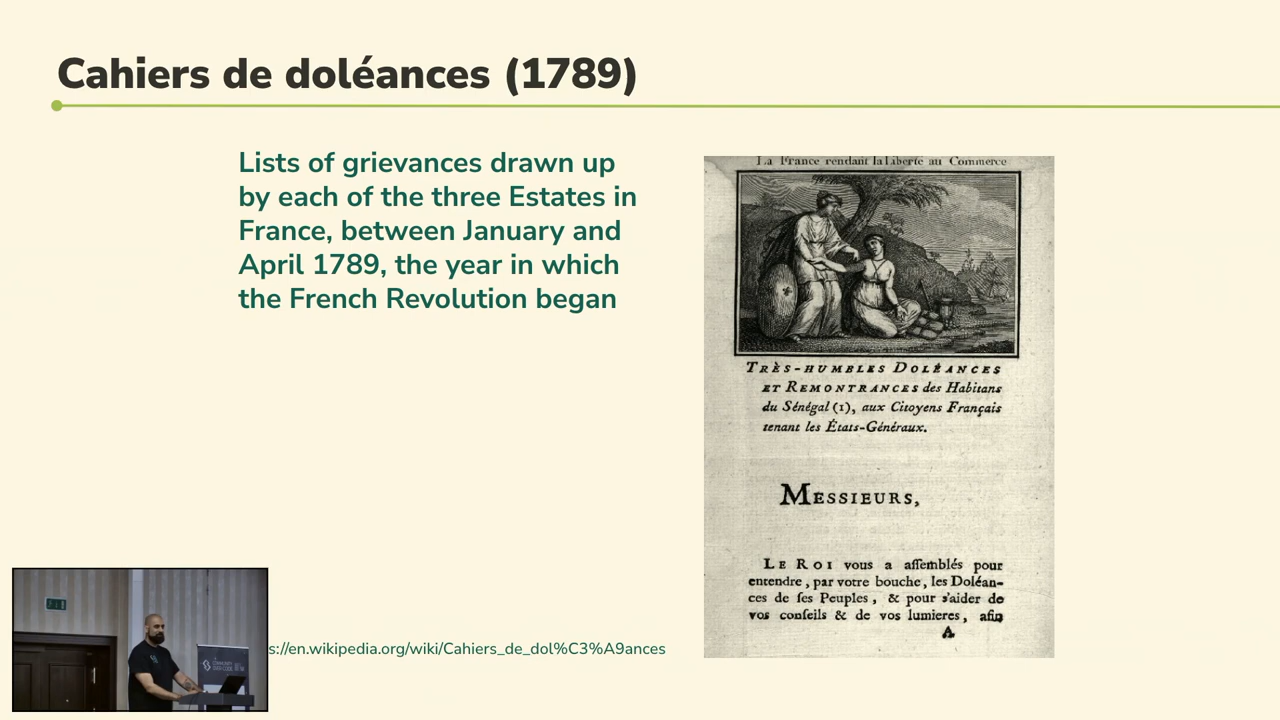 Cahiers de doléances (1789)
Lists of grievances drawn up
by each of the three Estates in
France, between January and
April 1789, the year in which
the French Revolution began
La France rendant la Liberté au Commerce
TRÈS-HUMBLES DOLÉANCES
ET REMONTRANCES des Habitans
du Sénégal (1), aux Citoyens Français
tenant les États-Généraux.
MESSIEURS,
LE ROI vous a aſſemblés pour
entendre, par votre bouche, les Doléan-
ces de ſes Peuples, & pour s'aider de
vos conſeils & de vos lumieres, afin
A
s://en.wikipedia.org/wiki/Cahiers_de_dol%C3%A9ances
COMMUNITY